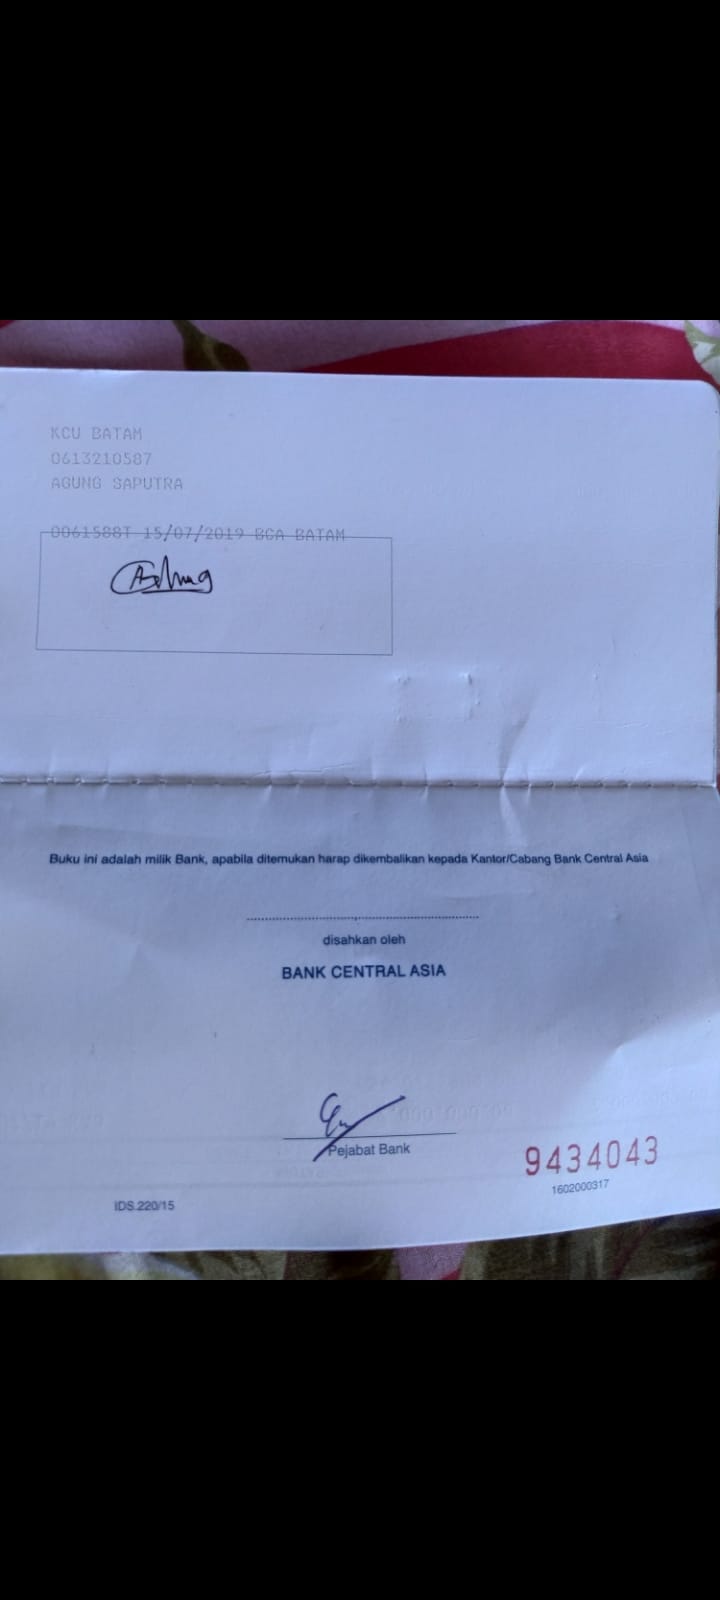 KCU BATAM
0613210587
AGUNG SAPUTRA
0061588T 15/07/2019 BCA BATAM
Buku ini adalah milik Bank, apabila ditemukan harap dikembalikan kepada Kantor/Cabang Bank Central Asia
disahkan oleh
BANK CENTRAL ASIA
Pejabat Bank
9434043
1602000317
IDS.220/15